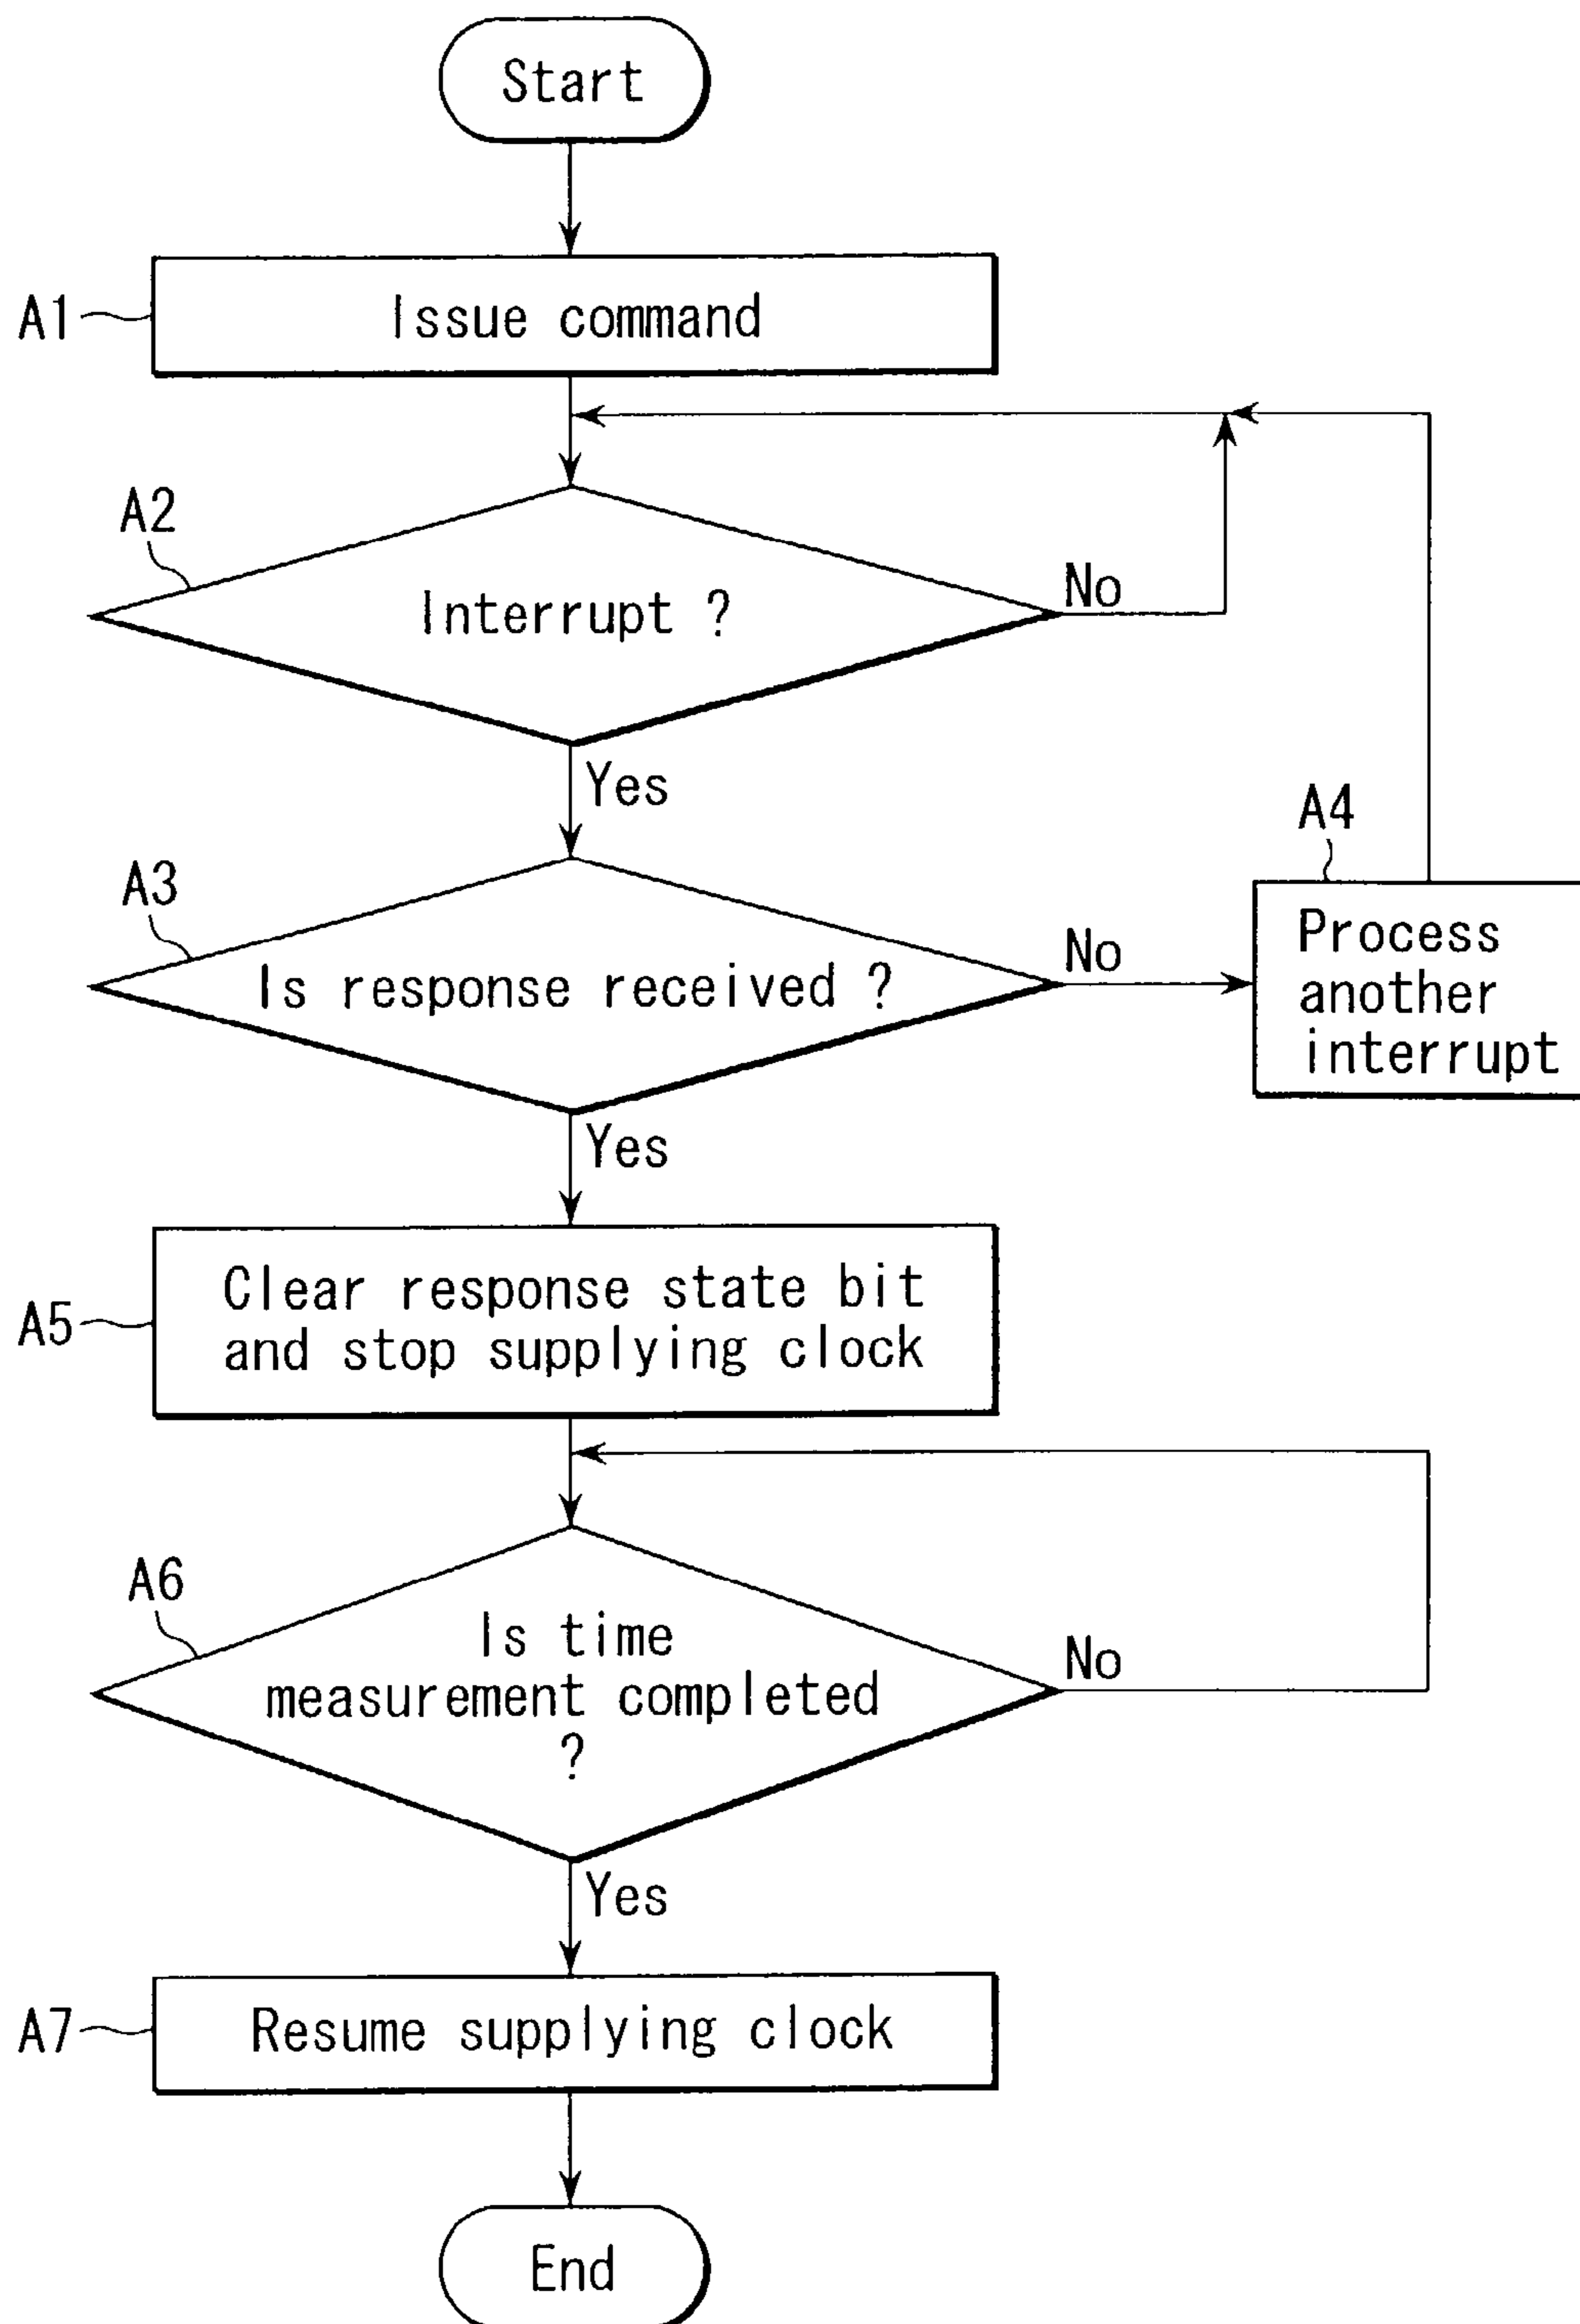 Start
A1
Issue command
A2
Interrupt ?
No
Yes
A3
Is response received ?
No
A4
Process
another
interrupt
Yes
A5
Clear response state bit
and stop supplying clock
A6
Is time
measurement completed
?
No
Yes
A7
Resume supplying clock
End